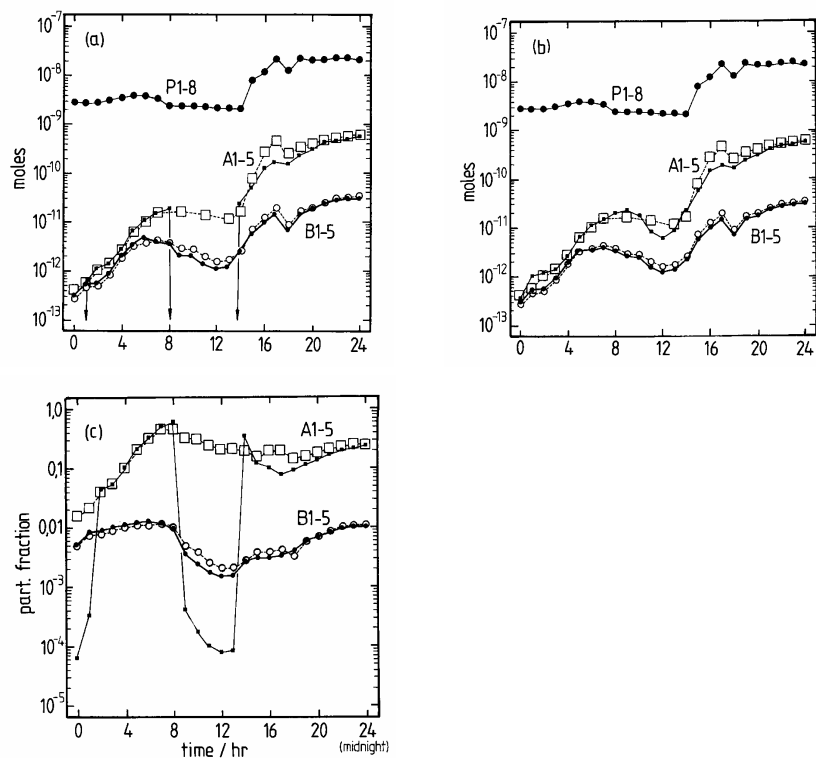 (a)
10⁻⁷
10⁻⁸
10⁻⁹
10⁻¹⁰
10⁻¹¹
10⁻¹²
10⁻¹³
moles
P1-8
A1-5
B1-5
0 4 8 12 16 20 24
(b)
10⁻⁷
10⁻⁸
10⁻⁹
10⁻¹⁰
10⁻¹¹
10⁻¹²
10⁻¹³
moles
P1-8
A1-5
B1-5
0 4 8 12 16 20 24
(c)
1,0
0,1
0,01
10⁻³
10⁻⁴
10⁻⁵
part. fraction
A1-5
B1-5
0 4 8 12 16 20 24
time / hr
(midnight)